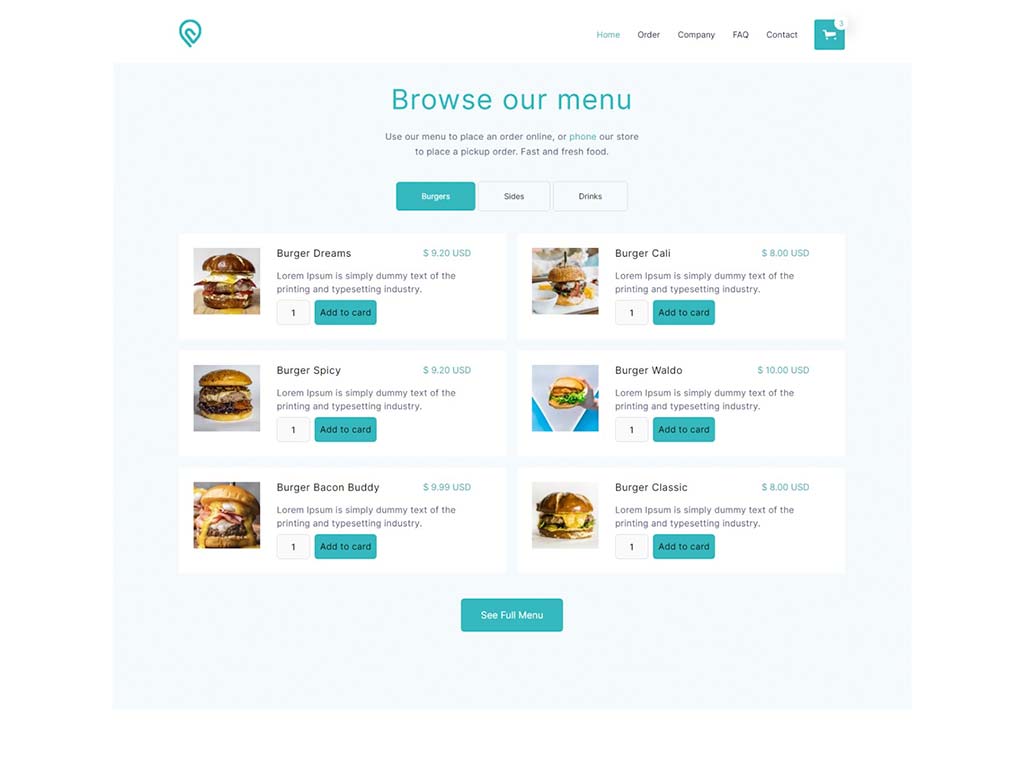 Home Order Company FAQ Contact 3
Browse our menu
Use our menu to place an order online, or phone our store
to place a pickup order. Fast and fresh food.
Burgers Sides Drinks
Burger Dreams $ 9.20 USD
Lorem Ipsum is simply dummy text of the
printing and typesetting industry.
1 Add to card
Burger Cali $ 8.00 USD
Lorem Ipsum is simply dummy text of the
printing and typesetting industry.
1 Add to card
Burger Spicy $ 9.20 USD
Lorem Ipsum is simply dummy text of the
printing and typesetting industry.
1 Add to card
Burger Waldo $ 10.00 USD
Lorem Ipsum is simply dummy text of the
printing and typesetting industry.
1 Add to card
Burger Bacon Buddy $ 9.99 USD
Lorem Ipsum is simply dummy text of the
printing and typesetting industry.
1 Add to card
Burger Classic $ 8.00 USD
Lorem Ipsum is simply dummy text of the
printing and typesetting industry.
1 Add to card
See Full Menu